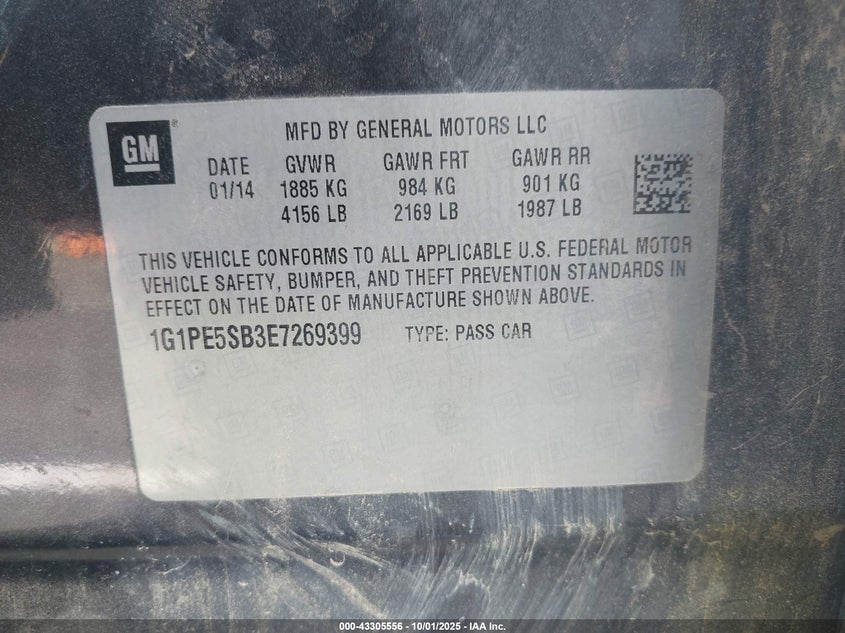 GM®
MFD BY GENERAL MOTORS LLC
DATE GVWR GAWR FRT GAWR RR
01/14 1885 KG 984 KG 901 KG
4156 LB 2169 LB 1987 LB
THIS VEHICLE CONFORMS TO ALL APPLICABLE U.S. FEDERAL MOTOR
VEHICLE SAFETY, BUMPER, AND THEFT PREVENTION STANDARDS IN
EFFECT ON THE DATE OF MANUFACTURE SHOWN ABOVE.
1G1PE5SB3E7269399 TYPE: PASS CAR
000-43305556 - 10/01/2025 - IAA Inc.